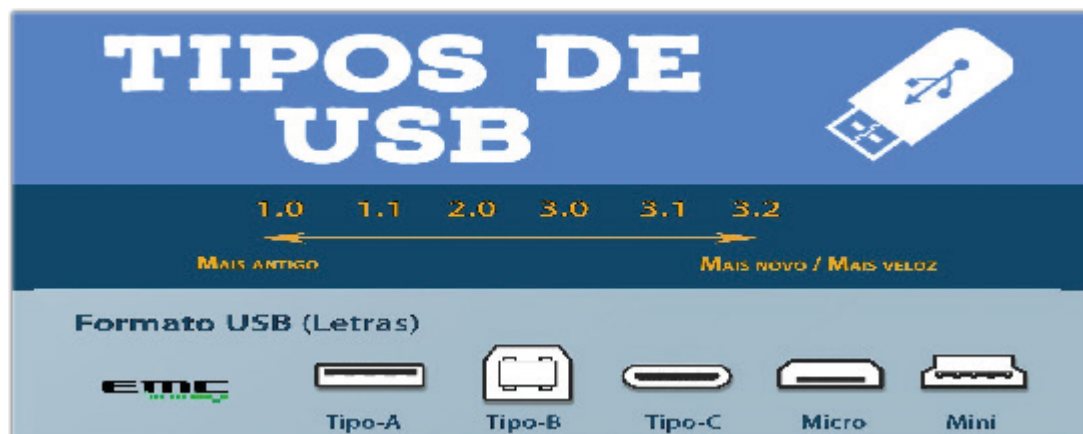 TIPOS DE
USB
1.0 1.1 2.0 3.0 3.1 3.2
MAIS ANTIGO MAIS NOVO / MAIS VELOZ
Formato USB (Letras)
EMC
Tipo-A Tipo-B Tipo-C Micro Mini